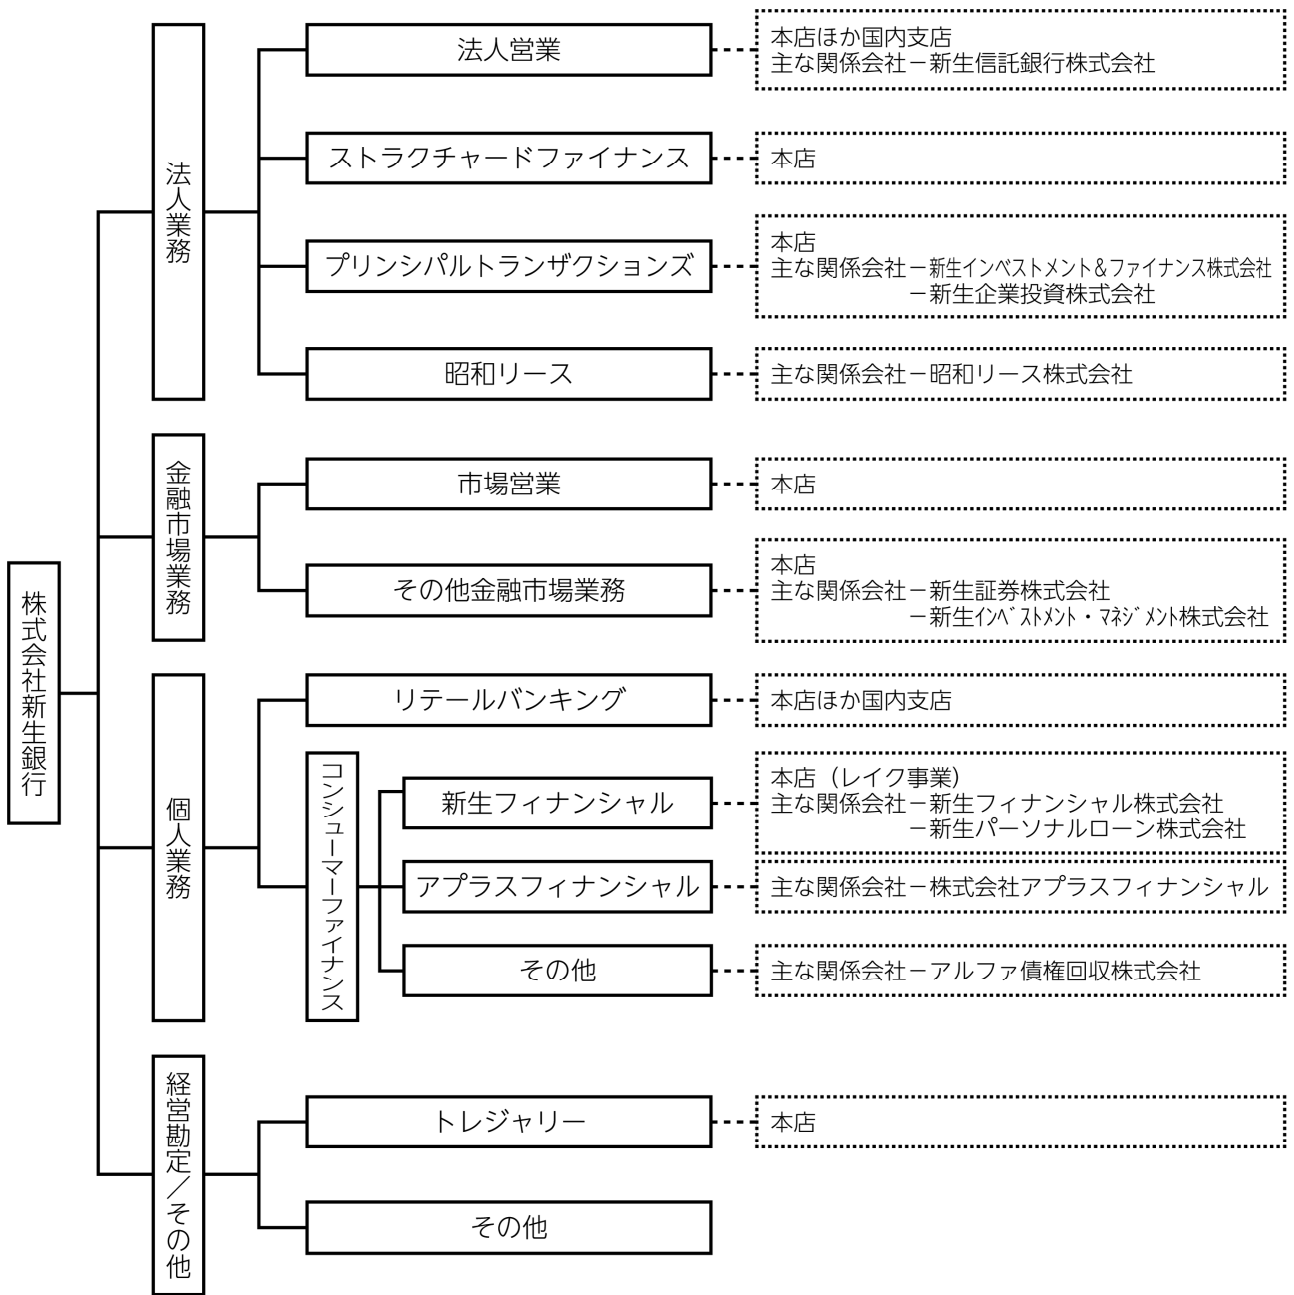 株式会社新生銀行
法人業務
法人営業
本店ほか国内支店
主な関係会社－新生信託銀行株式会社
ストラクチャードファイナンス
本店
プリンシパルトランザクションズ
本店
主な関係会社－新生インベストメント＆ファイナンス株式会社
－新生企業投資株式会社
昭和リース
主な関係会社－昭和リース株式会社
金融市場業務
市場営業
本店
その他金融市場業務
本店
主な関係会社－新生証券株式会社
－新生ｲﾝﾍﾞｽﾄﾒﾝﾄ・ﾏﾈｼﾞﾒﾝﾄ株式会社
個人業務
リテールバンキング
本店ほか国内支店
コンシューマーファイナンス
新生フィナンシャル
本店（レイク事業）
主な関係会社－新生フィナンシャル株式会社
－新生パーソナルローン株式会社
アプラスフィナンシャル
主な関係会社－株式会社アプラスフィナンシャル
その他
主な関係会社－アルファ債権回収株式会社
経営勘定／その他
トレジャリー
本店
その他